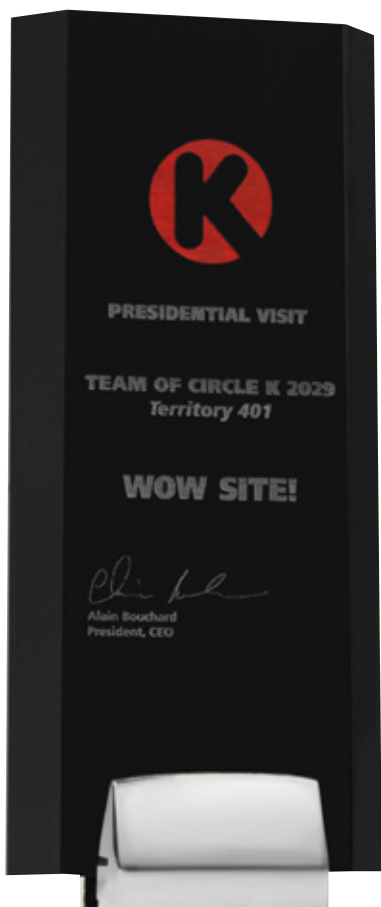 K
PRESIDENTIAL VISIT
TEAM OF CIRCLE K 2029
Territory 401
WOW SITE!
Alain Bouchard
President, CEO